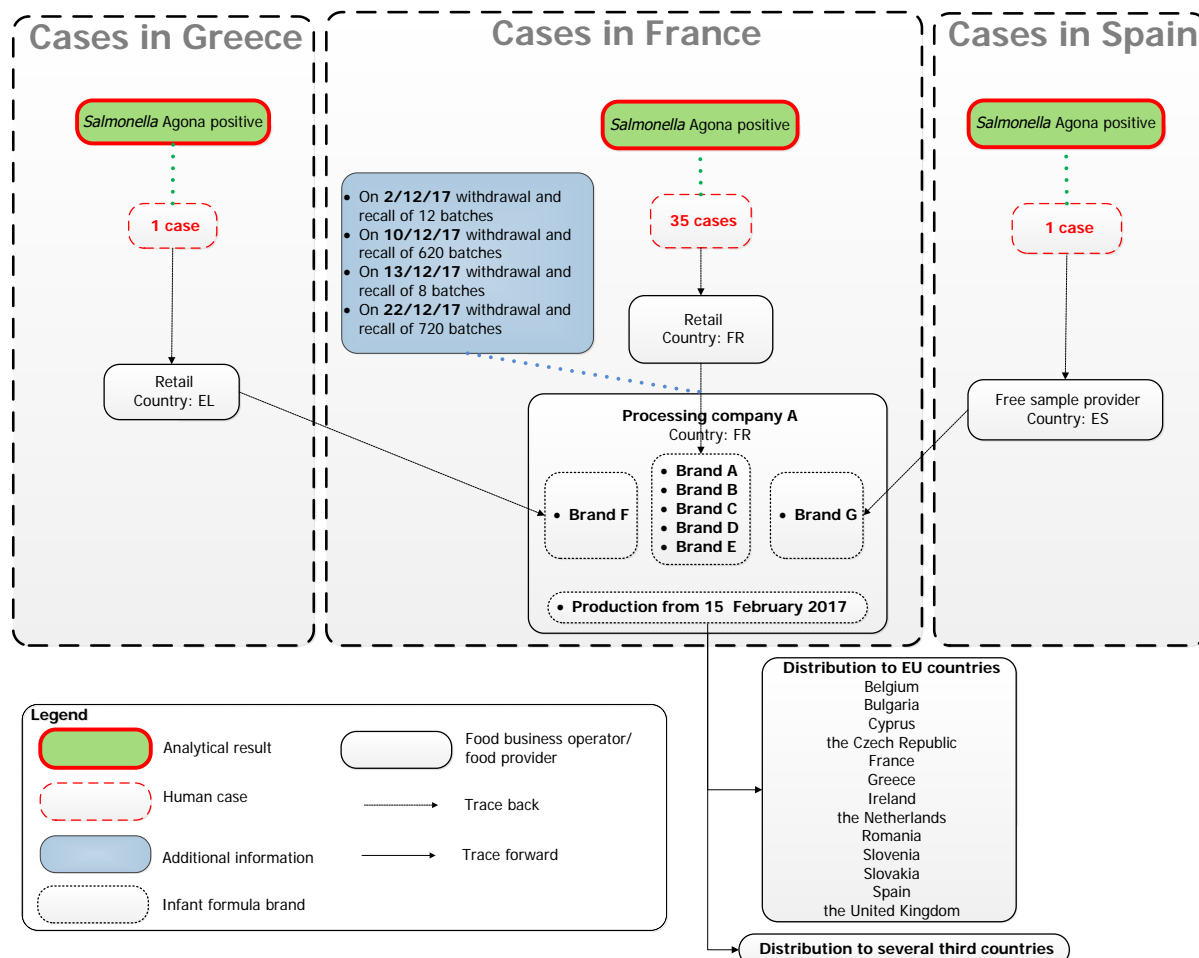 Cases in Greece
Salmonella Agona positive
1 case
Retail
Country: EL
Cases in France
Salmonella Agona positive
35 cases
• On 2/12/17 withdrawal and
recall of 12 batches
• On 10/12/17 withdrawal and
recall of 620 batches
• On 13/12/17 withdrawal and
recall of 8 batches
• On 22/12/17 withdrawal and
recall of 720 batches
Retail
Country: FR
Processing company A
Country: FR
• Brand F
• Brand A
• Brand B
• Brand C
• Brand D
• Brand E
• Brand G
• Production from 15 February 2017
Cases in Spain
Salmonella Agona positive
1 case
Free sample provider
Country: ES
Distribution to EU countries
Belgium
Bulgaria
Cyprus
the Czech Republic
France
Greece
Ireland
the Netherlands
Romania
Slovenia
Slovakia
Spain
the United Kingdom
Distribution to several third countries
Legend
Analytical result
Human case
Additional information
Infant formula brand
Food business operator/
food provider
Trace back
Trace forward